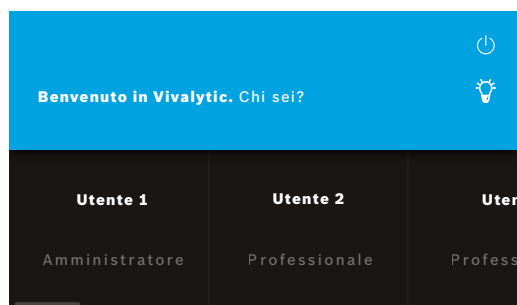 Benvenuto in Vivalytic. Chi sei?
Utente 1 Utente 2
Amministratore Professionale